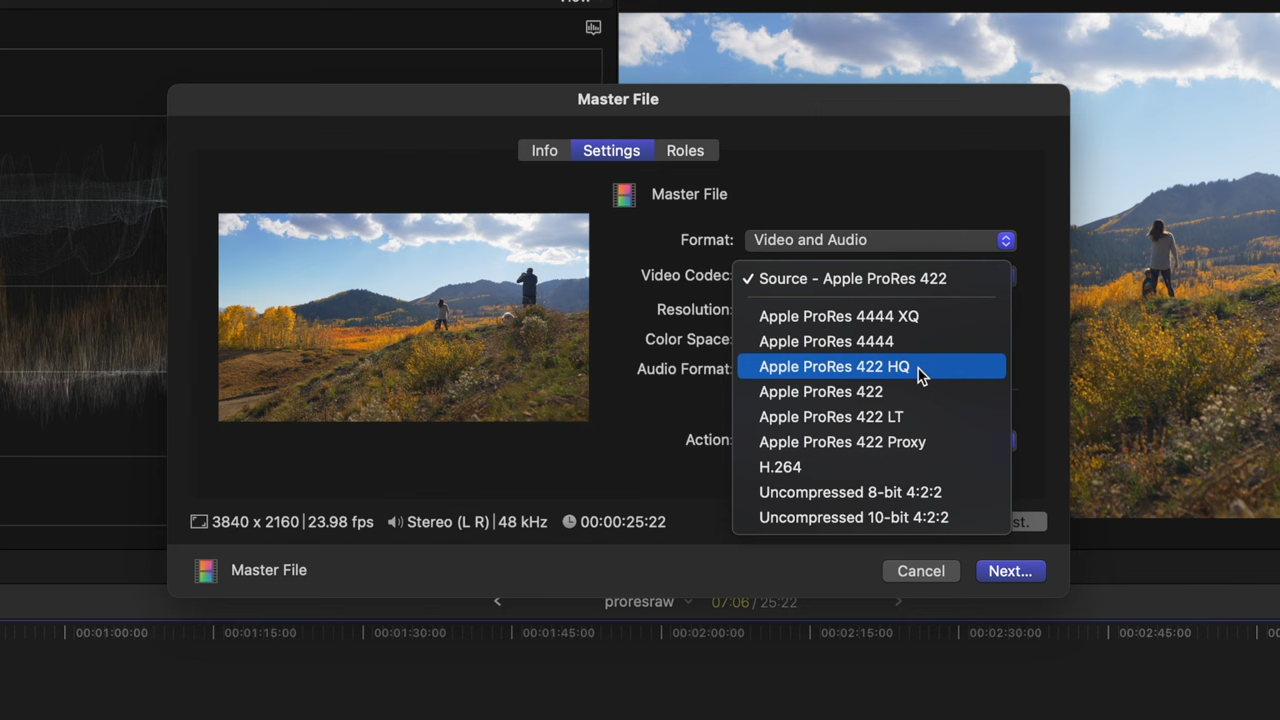 Master File
Info
Settings
Roles
Master File
Format:
Video and Audio
Video Codec:
Source - Apple ProRes 422
Resolution:
Apple ProRes 4444 XQ
Color Space:
Apple ProRes 4444
Audio Format:
Apple ProRes 422 HQ
Apple ProRes 422
Apple ProRes 422 LT
Action:
Apple ProRes 422 Proxy
H.264
Uncompressed 8-bit 4:2:2
Uncompressed 10-bit 4:2:2
3840 x 2160 | 23.98 fps
Stereo (L R) | 48 kHz
00:00:25:22
st.
Master File
Cancel
Next...
proresraw
07:06 / 25:22
00:01:00:00
00:01:15:00
00:01:30:00
00:01:45:00
00:02:00:00
00:02:15:00
00:02:30:00
00:02:45:00